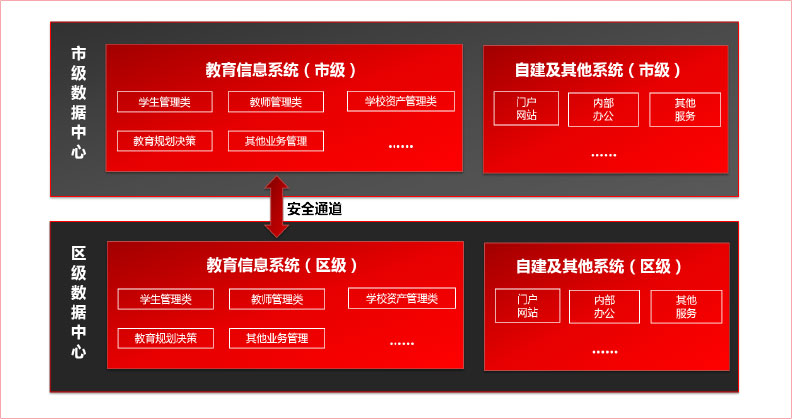 市级数据中心
教育信息系统（市级）
学生管理类
教师管理类
学校资产管理类
教育规划决策
其他业务管理
......
自建及其他系统（市级）
门户
网站
内部
办公
其他
服务
......
安全通道
区级数据中心
教育信息系统（区级）
学生管理类
教师管理类
学校资产管理类
教育规划决策
其他业务管理
......
自建及其他系统（区级）
门户
网站
内部
办公
其他
服务
......